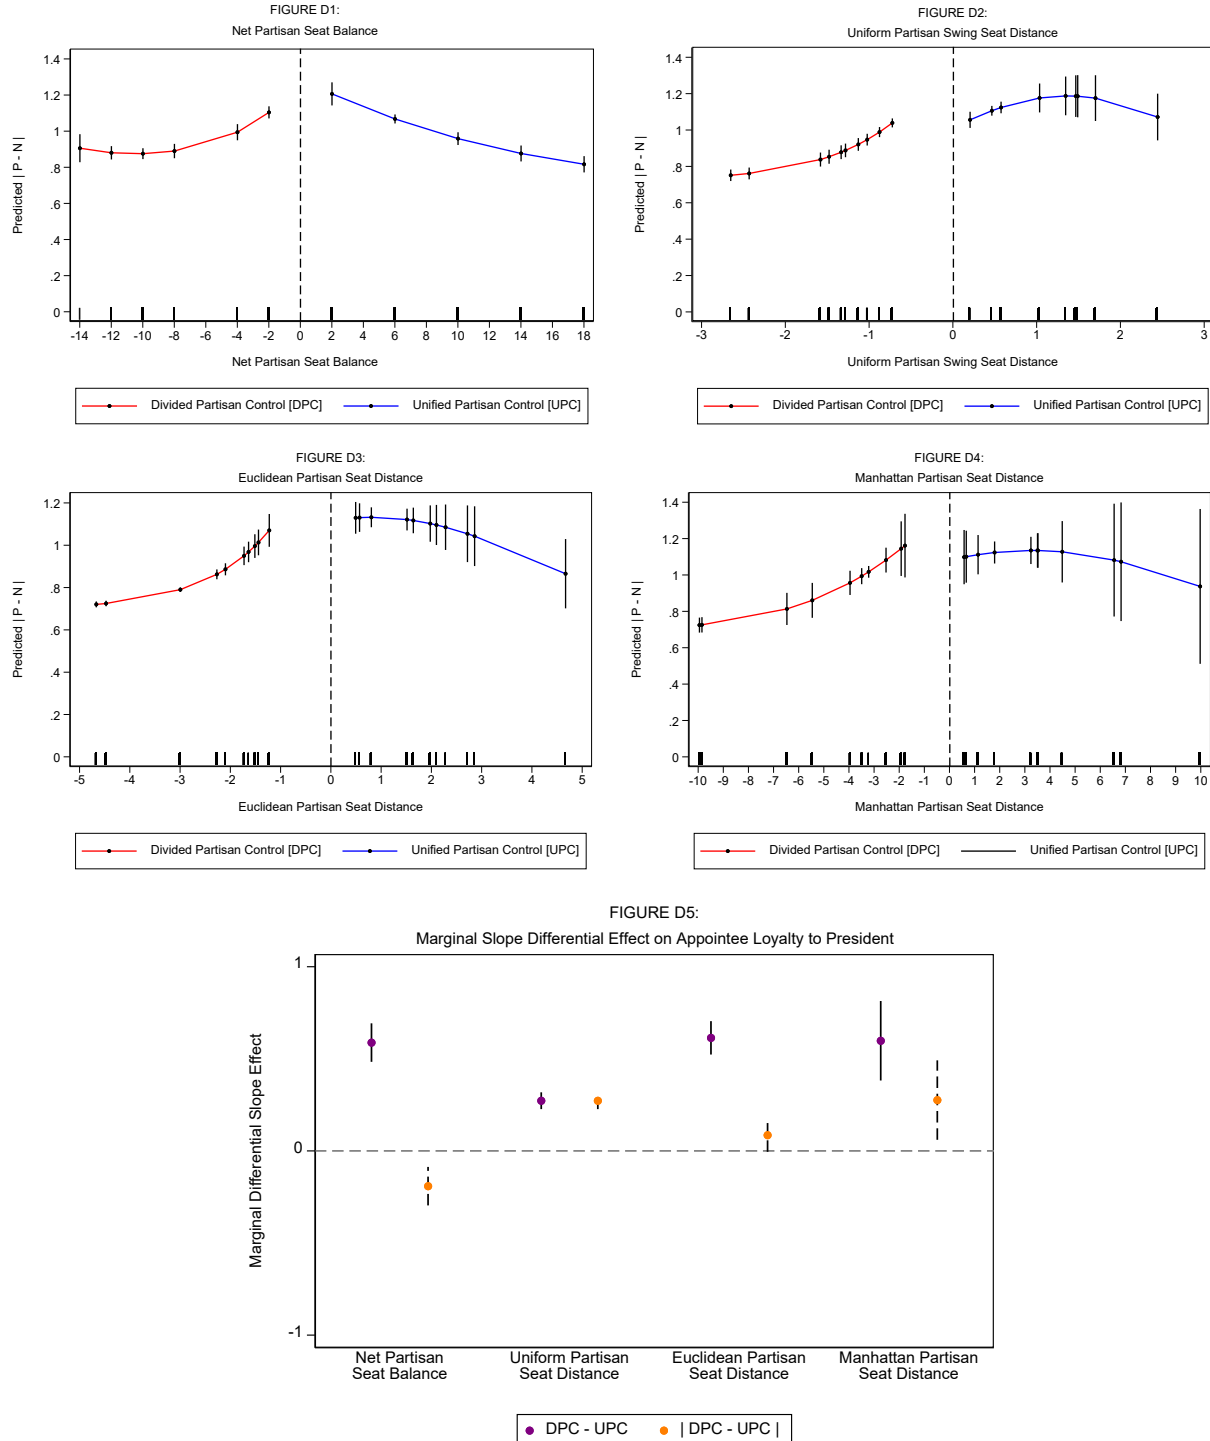 FIGURE D1:
Net Partisan Seat Balance
Predicted | P - N |
1.4
1.2
1
.8
.6
.4
.2
0
-14 -12 -10 -8 -6 -4 -2 0 2 4 6 8 10 12 14 16 18
Net Partisan Seat Balance
Divided Partisan Control [DPC] Unified Partisan Control [UPC]
FIGURE D2:
Uniform Partisan Swing Seat Distance
Predicted | P - N |
1.4
1.2
1
.8
.6
.4
.2
0
-3 -2 -1 0 1 2 3
Uniform Partisan Swing Seat Distance
Divided Partisan Control [DPC] Unified Partisan Control [UPC]
FIGURE D3:
Euclidean Partisan Seat Distance
Predicted | P - N |
1.2
1
.8
.6
.4
.2
0
-5 -4 -3 -2 -1 0 1 2 3 4 5
Euclidean Partisan Seat Distance
Divided Partisan Control [DPC] Unified Partisan Control [UPC]
FIGURE D4:
Manhattan Partisan Seat Distance
Predicted | P - N |
1.4
1.2
1
.8
.6
.4
.2
0
-10 -9 -8 -7 -6 -5 -4 -3 -2 -1 0 1 2 3 4 5 6 7 8 9 10
Manhattan Partisan Seat Distance
Divided Partisan Control [DPC] Unified Partisan Control [UPC]
FIGURE D5:
Marginal Slope Differential Effect on Appointee Loyalty to President
Marginal Differential Slope Effect
1
0
-1
Net Partisan Seat Balance
Uniform Partisan Seat Distance
Euclidean Partisan Seat Distance
Manhattan Partisan Seat Distance
DPC - UPC | DPC - UPC |